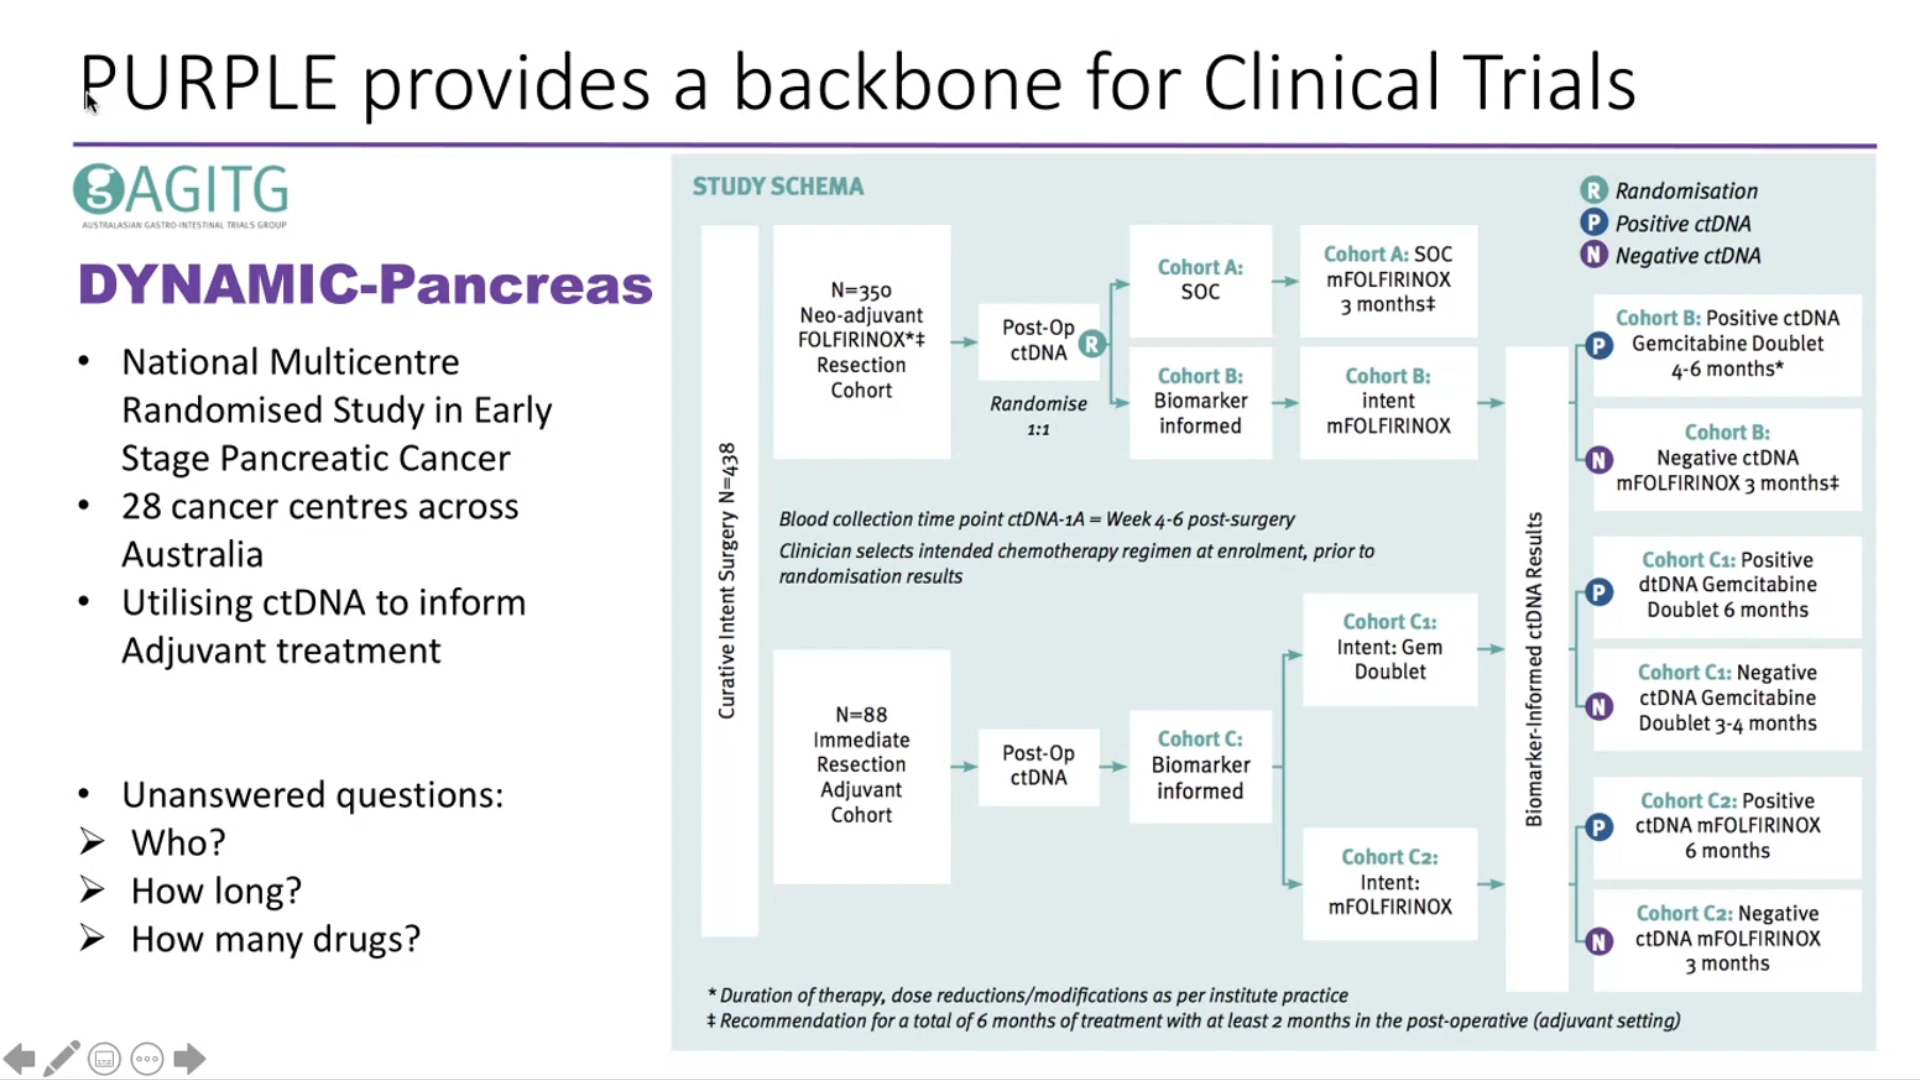 PURPLE provides a backbone for Clinical Trials
gAGITG
AUSTRALASIAN GASTRO-INTESTINAL TRIALS GROUP
DYNAMIC-Pancreas
• National Multicentre
Randomised Study in Early
Stage Pancreatic Cancer
• 28 cancer centres across
Australia
• Utilising ctDNA to inform
Adjuvant treatment
• Unanswered questions:
➢ Who?
➢ How long?
➢ How many drugs?
STUDY SCHEMA
R Randomisation
P Positive ctDNA
N Negative ctDNA
Curative Intent Surgery N=438
N=350
Neo-adjuvant
FOLFIRINOX*‡
Resection
Cohort
Post-Op
ctDNA
R
Randomise
1:1
Cohort A:
SOC
Cohort A: SOC
mFOLFIRINOX
3 months‡
Cohort B:
Biomarker
informed
Cohort B:
intent
mFOLFIRINOX
Blood collection time point ctDNA-1A = Week 4-6 post-surgery
Clinician selects intended chemotherapy regimen at enrolment, prior to
randomisation results
N=88
Immediate
Resection
Adjuvant
Cohort
Post-Op
ctDNA
Cohort C:
Biomarker
informed
Cohort C1:
Intent: Gem
Doublet
Cohort C2:
Intent:
mFOLFIRINOX
Biomarker-Informed ctDNA Results
P
Cohort B: Positive ctDNA
Gemcitabine Doublet
4-6 months*
N
Cohort B:
Negative ctDNA
mFOLFIRINOX 3 months‡
P
Cohort C1: Positive
dtDNA Gemcitabine
Doublet 6 months
N
Cohort C1: Negative
ctDNA Gemcitabine
Doublet 3-4 months
P
Cohort C2: Positive
ctDNA mFOLFIRINOX
6 months
N
Cohort C2: Negative
ctDNA mFOLFIRINOX
3 months
* Duration of therapy, dose reductions/modifications as per institute practice
‡ Recommendation for a total of 6 months of treatment with at least 2 months in the post-operative (adjuvant setting)